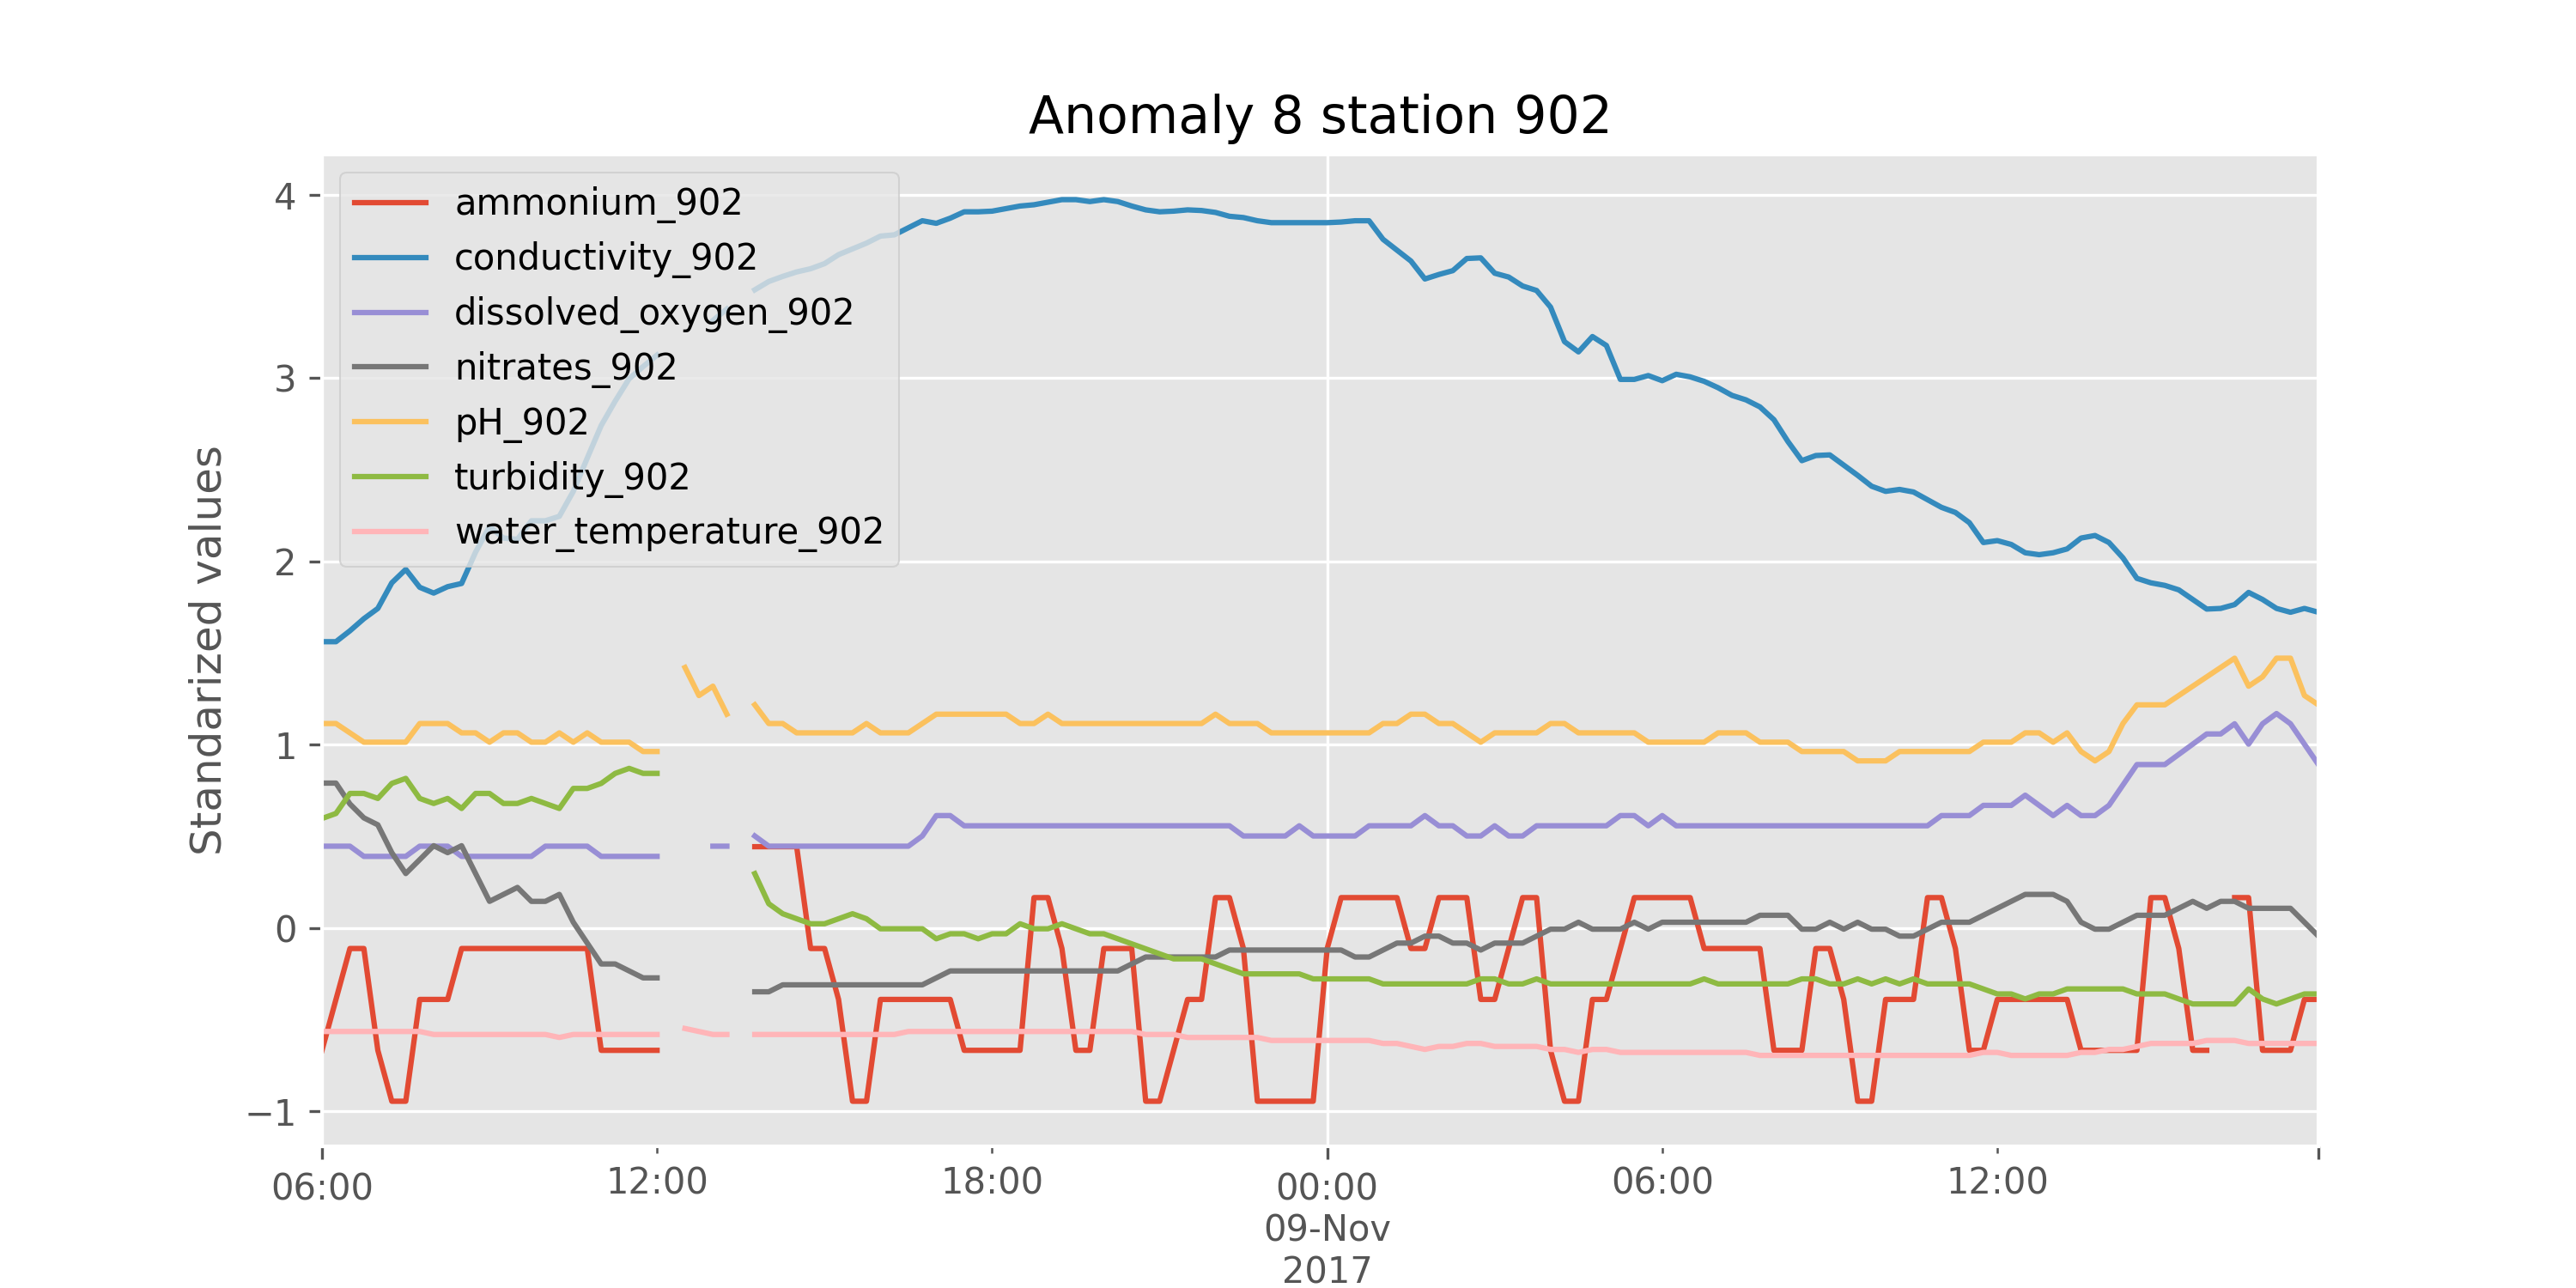 Anomaly 8 station 902
ammonium_902
conductivity_902
dissolved_oxygen_902
nitrates_902
pH_902
turbidity_902
water_temperature_902
Standarized values
4
3
2
1
0
−1
06:00
12:00
18:00
00:00
06:00
12:00
09-Nov
2017